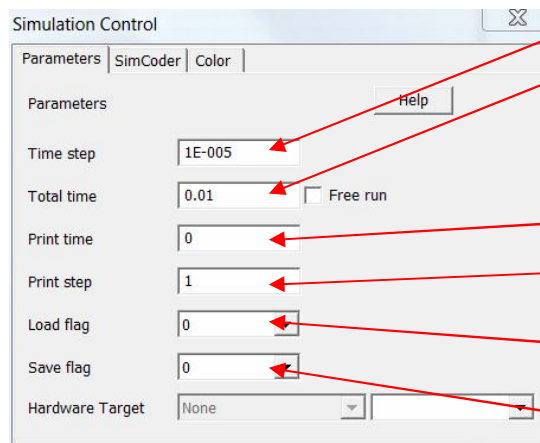 Simulation Control
Parameters SimCoder Color
Parameters Help
Time step 1E-005
Total time 0.01 Free run
Print time 0
Print step 1
Load flag 0
Save flag 0
Hardware Target None